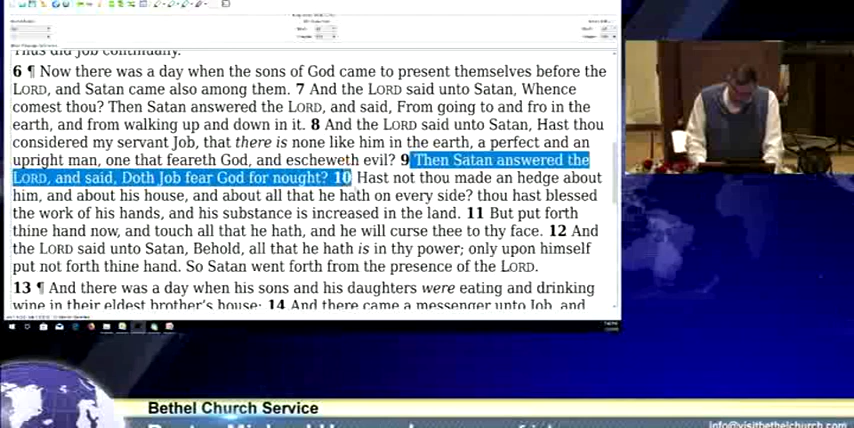 Thus did Job continually.
6 ¶ Now there was a day when the sons of God came to present themselves before the
LORD, and Satan came also among them. 7 And the LORD said unto Satan, Whence
comest thou? Then Satan answered the LORD, and said, From going to and fro in the
earth, and from walking up and down in it. 8 And the LORD said unto Satan, Hast thou
considered my servant Job, that there is none like him in the earth, a perfect and an
upright man, one that feareth God, and escheweth evil? 9 Then Satan answered the
LORD, and said, Doth Job fear God for nought? 10 Hast not thou made an hedge about
him, and about his house, and about all that he hath on every side? thou hast blessed
the work of his hands, and his substance is increased in the land. 11 But put forth
thine hand now, and touch all that he hath, and he will curse thee to thy face. 12 And
the LORD said unto Satan, Behold, all that he hath is in thy power; only upon himself
put not forth thine hand. So Satan went forth from the presence of the LORD.
13 ¶ And there was a day when his sons and his daughters were eating and drinking
wine in their eldest brother's house: 14 And there came a messenger unto Job, and
Bethel Church Service
info@visitbethelchurch.com